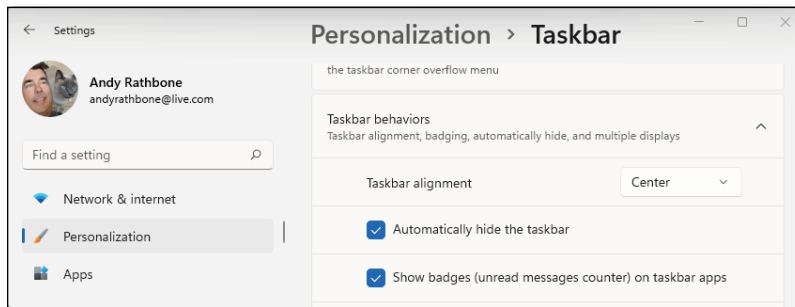 Settings
Personalization > Taskbar
Andy Rathbone
andyrathbone@live.com
Find a setting
Network & internet
Personalization
Apps
the taskbar corner overflow menu
Taskbar behaviors
Taskbar alignment, badging, automatically hide, and multiple displays
Taskbar alignment
Center
Automatically hide the taskbar
Show badges (unread messages counter) on taskbar apps